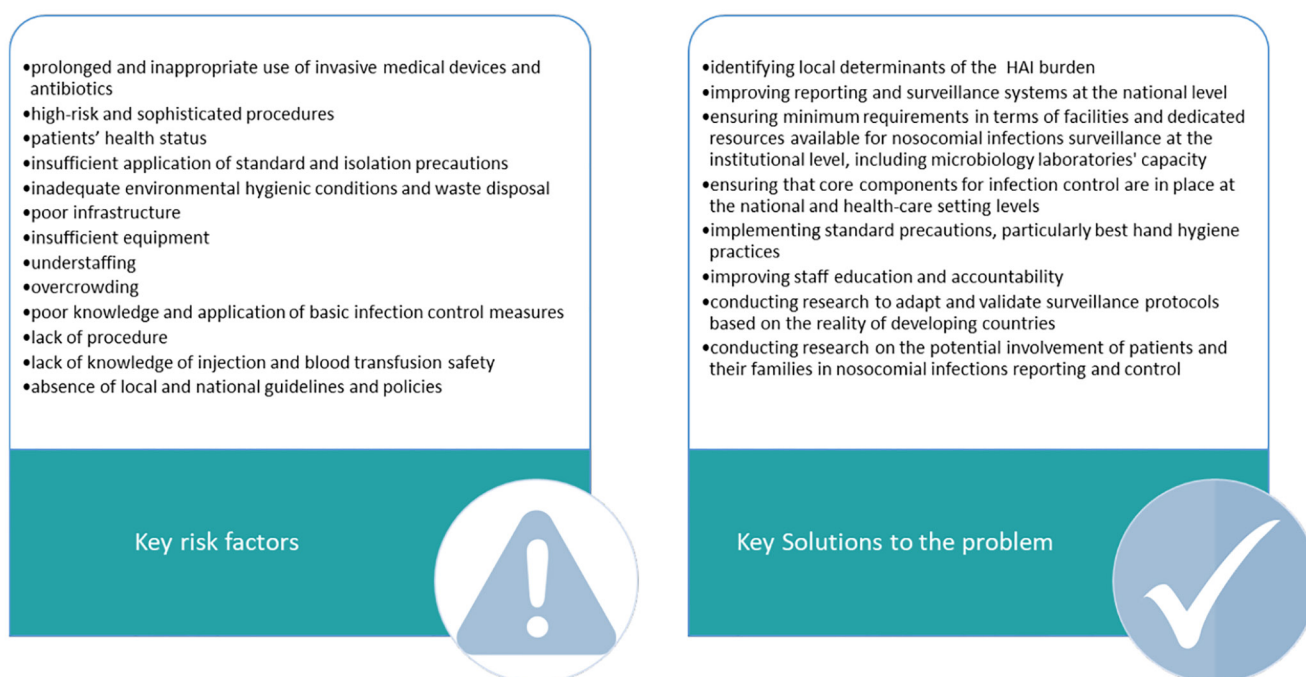 •prolonged and inappropriate use of invasive medical devices and
antibiotics
•high-risk and sophisticated procedures
•patients’ health status
•insufficient application of standard and isolation precautions
•inadequate environmental hygienic conditions and waste disposal
•poor infrastructure
•insufficient equipment
•understaffing
•overcrowding
•poor knowledge and application of basic infection control measures
•lack of procedure
•lack of knowledge of injection and blood transfusion safety
•absence of local and national guidelines and policies
Key risk factors
•identifying local determinants of the HAI burden
•improving reporting and surveillance systems at the national level
•ensuring minimum requirements in terms of facilities and dedicated
resources available for nosocomial infections surveillance at the
institutional level, including microbiology laboratories' capacity
•ensuring that core components for infection control are in place at
the national and health-care setting levels
•implementing standard precautions, particularly best hand hygiene
practices
•improving staff education and accountability
•conducting research to adapt and validate surveillance protocols
based on the reality of developing countries
•conducting research on the potential involvement of patients and
their families in nosocomial infections reporting and control
Key Solutions to the problem